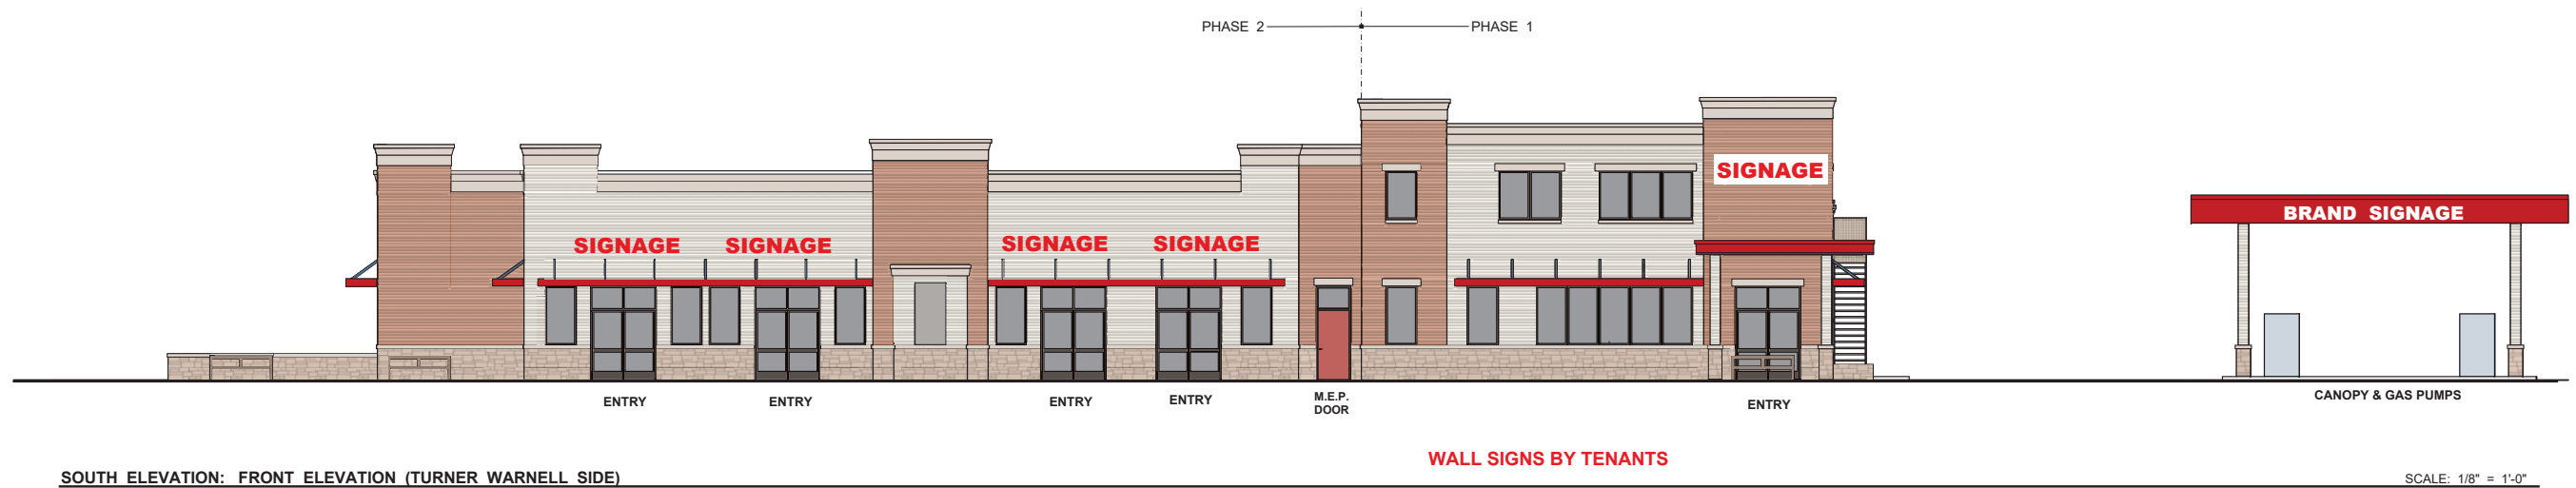 PHASE 2
PHASE 1
SIGNAGE
SIGNAGE
SIGNAGE
SIGNAGE
SIGNAGE
BRAND SIGNAGE
ENTRY
ENTRY
ENTRY
ENTRY
M.E.P.
DOOR
ENTRY
CANOPY & GAS PUMPS
WALL SIGNS BY TENANTS
SOUTH ELEVATION: FRONT ELEVATION (TURNER WARNELL SIDE)
SCALE: 1/8" = 1'-0"